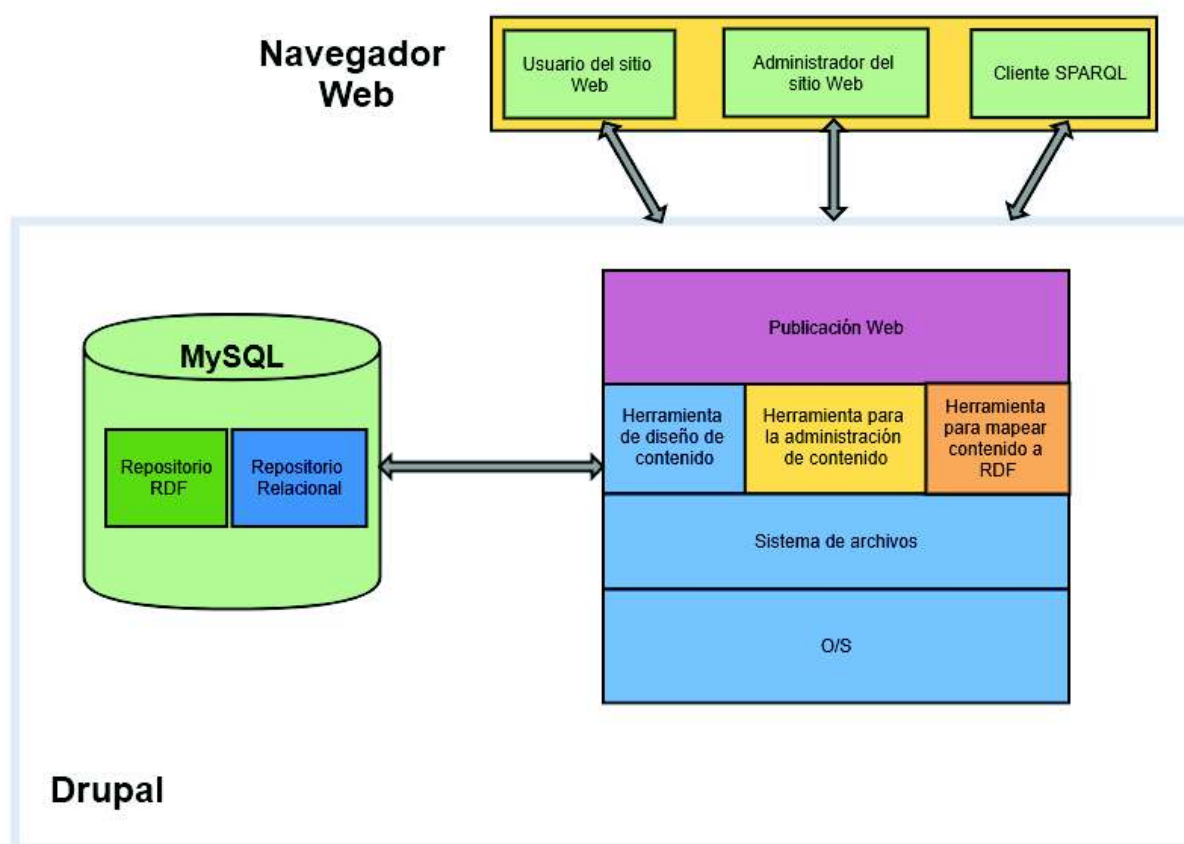 Navegador
Web
Usuario del sitio
Web
Administrador del
sitio Web
Cliente SPARQL
MySQL
Repositorio
RDF
Repositorio
Relacional
Publicación Web
Herramienta
de diseño de
contenido
Herramienta para
la administración
de contenido
Herramienta
para mapear
contenido a
RDF
Sistema de archivos
O/S
Drupal